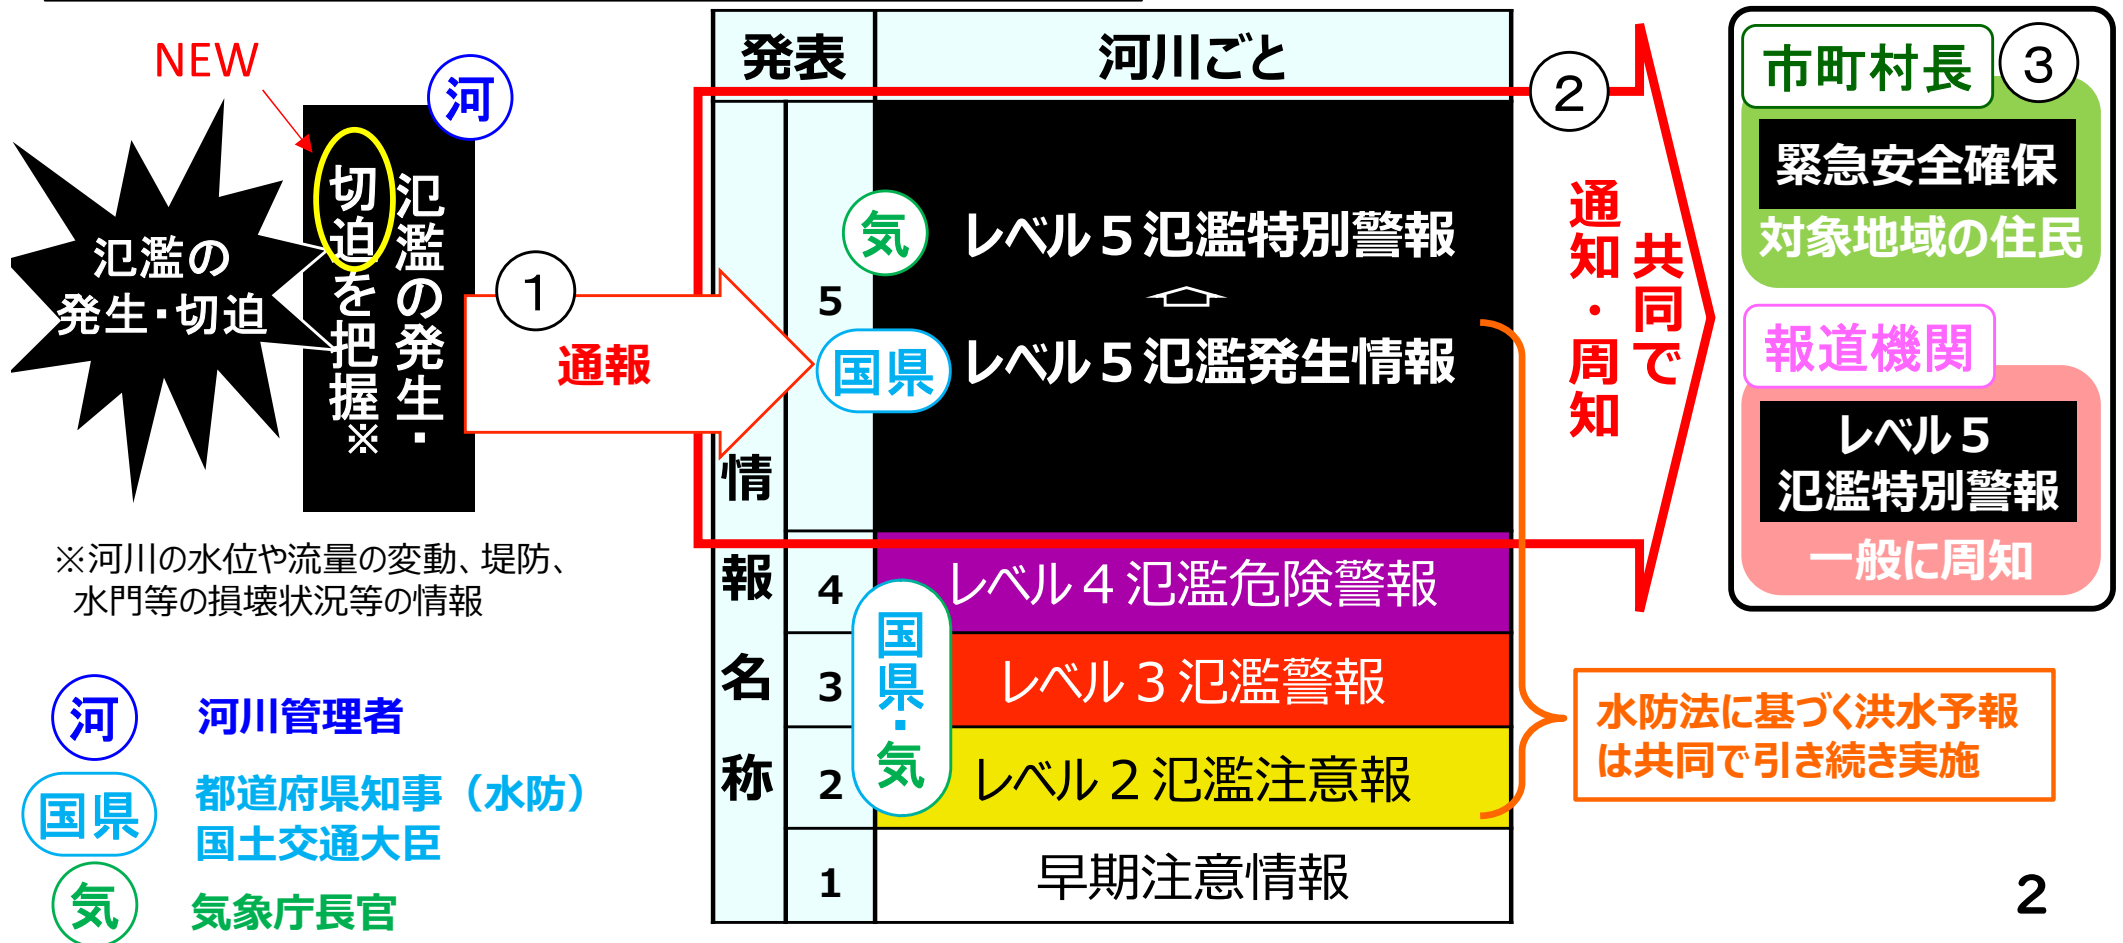 NEW
河
氾濫の
発生・切迫
氾濫の発生・
切迫を把握※
※河川の水位や流量の変動、堤防、
水門等の損壊状況等の情報
①
通報
河 河川管理者
国県 都道府県知事（水防）
国土交通大臣
気 気象庁長官
発表 河川ごと
情報名称
5
気 レベル５氾濫特別警報
国県 レベル５氾濫発生情報
国県・気
4 レベル４氾濫危険警報
3 レベル３氾濫警報
2 レベル２氾濫注意報
1 早期注意情報
②
共同で
通知・周知
市町村長 ③
緊急安全確保
対象地域の住民
報道機関
レベル５
氾濫特別警報
一般に周知
水防法に基づく洪水予報
は共同で引き続き実施
2